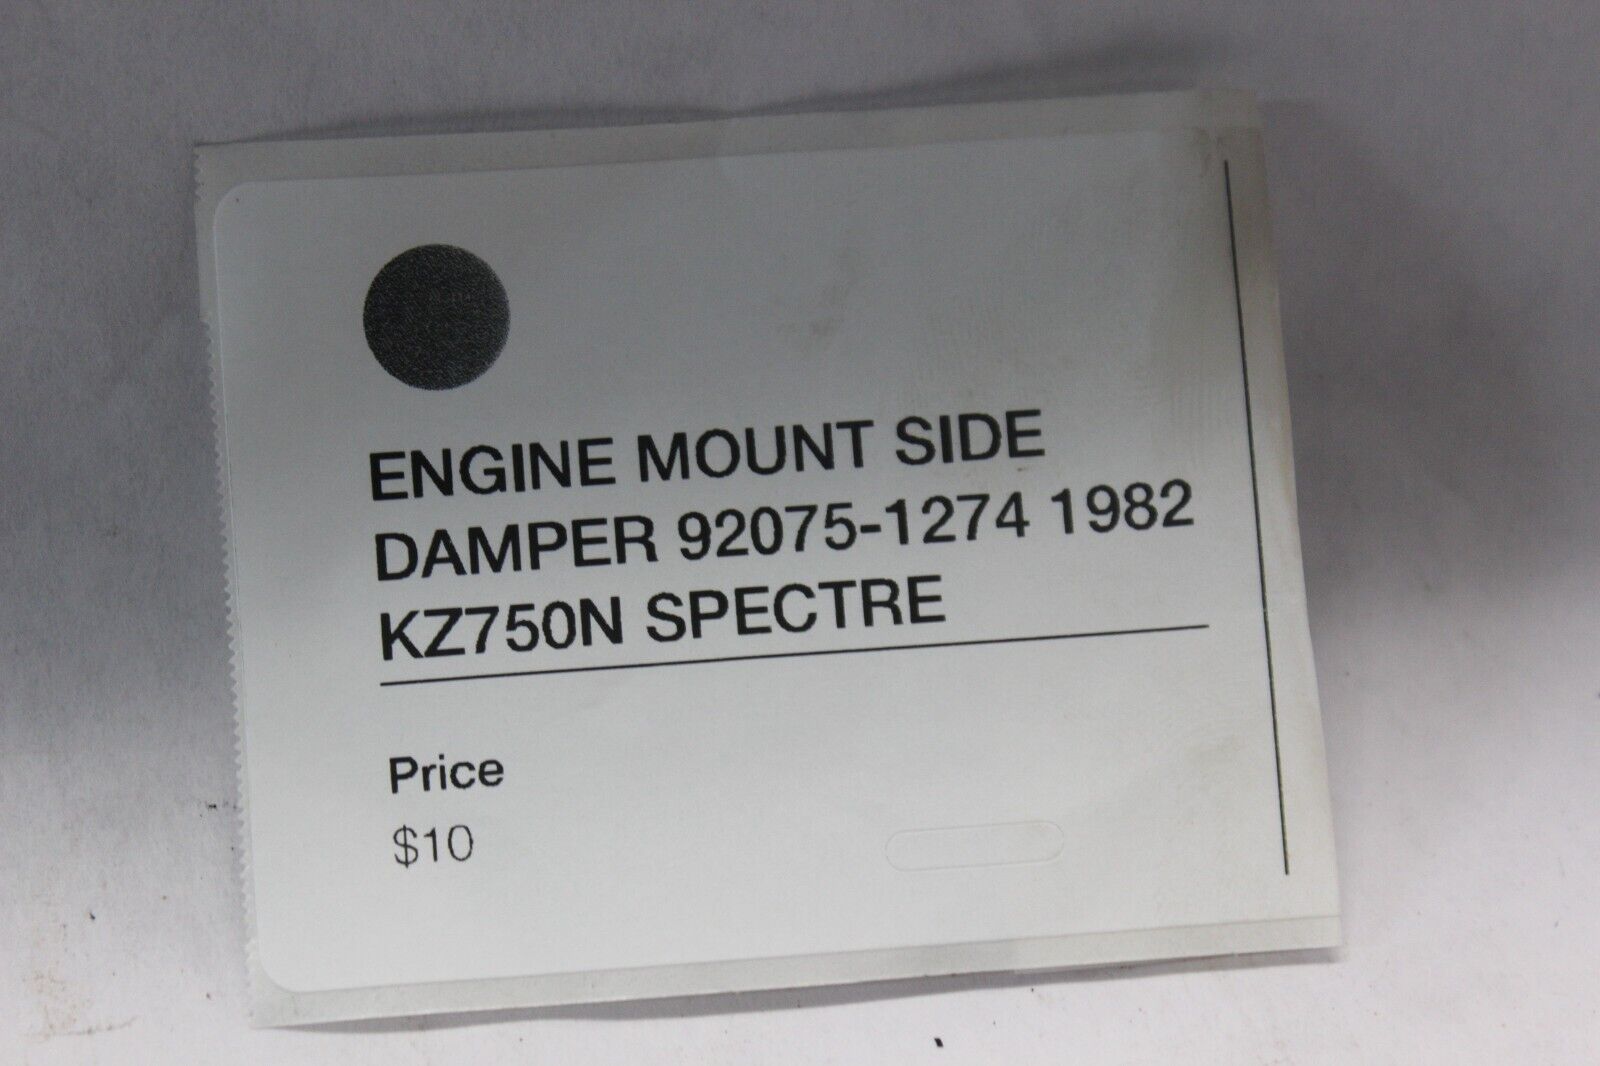 ENGINE MOUNT SIDE
DAMPER 92075-1274 1982
KZ750N SPECTRE
Price
$10